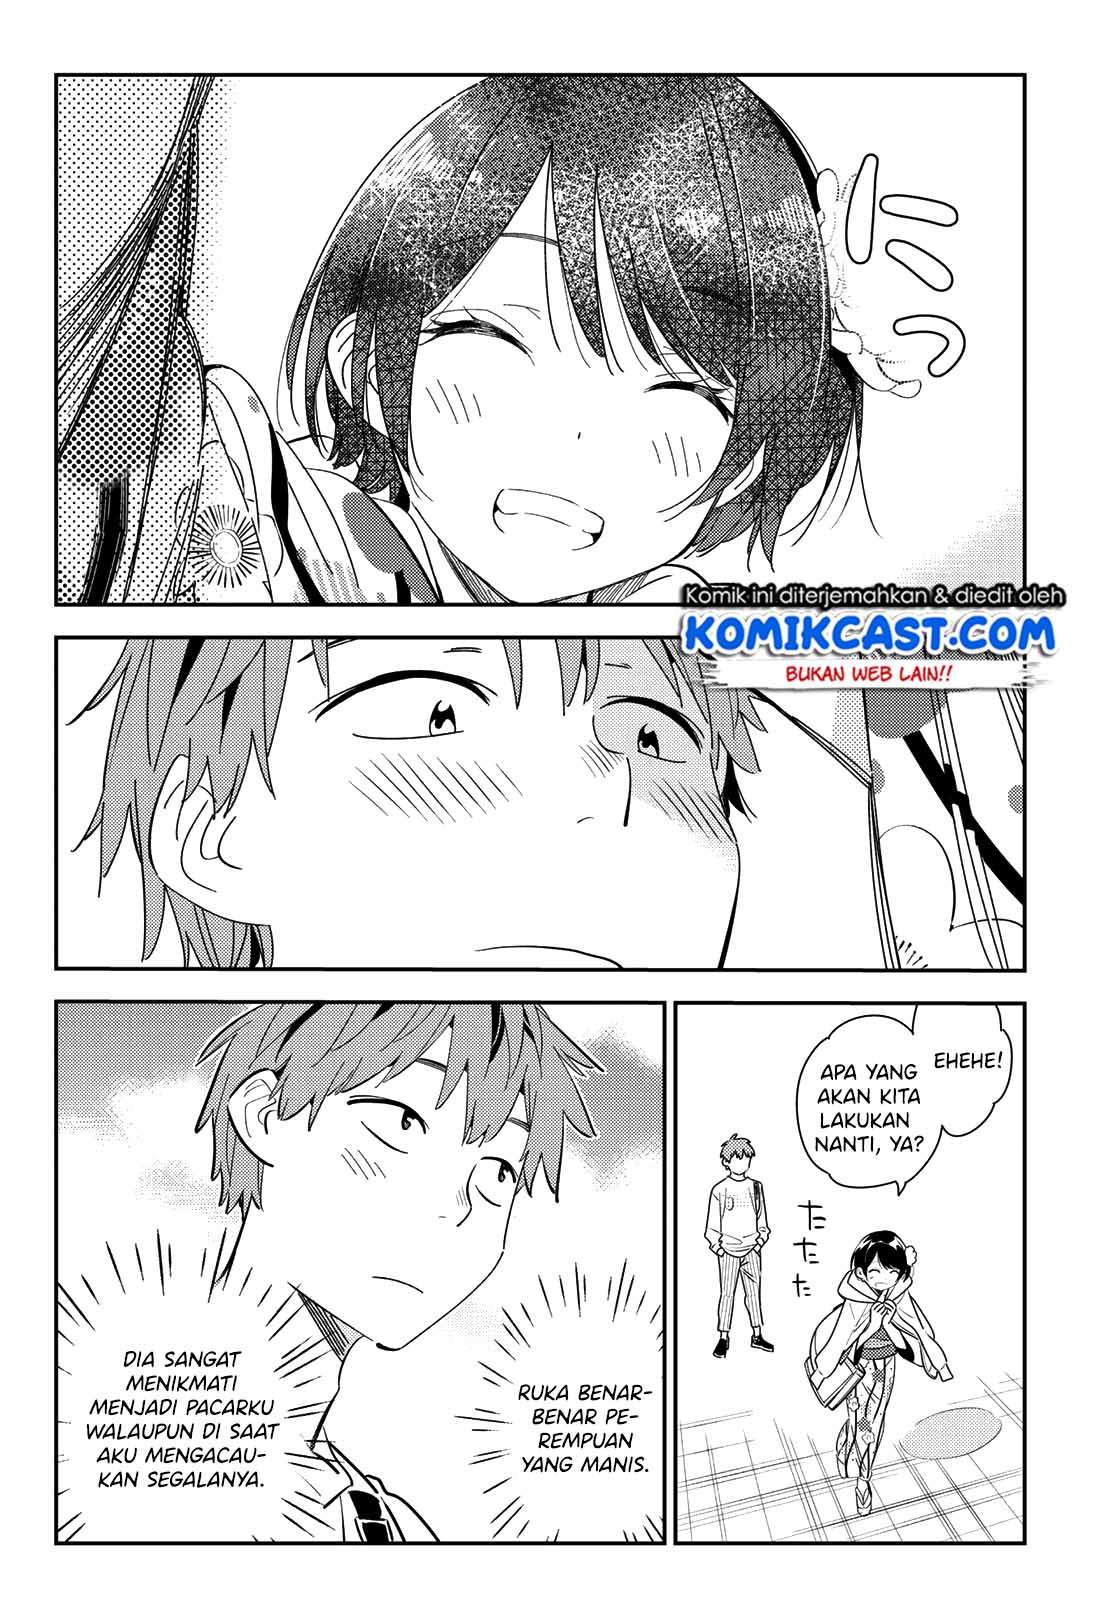 ニニッ
Komik ini diterjemahkan & diedit oleh
KOMIKCAST.COM
BUKAN WEB LAIN!!
EHEHE!
APA YANG
AKAN KITA
LAKUKAN
NANTI, YA?
たたた
RUKA BENAR-
BENAR PE-
REMPUAN
YANG MANIS.
DIA SANGAT
MENIKMATI
MENJADI PACARKU
WALAUPUN DI SAAT
AKU MENGACAU-
KAN SEGALANYA.